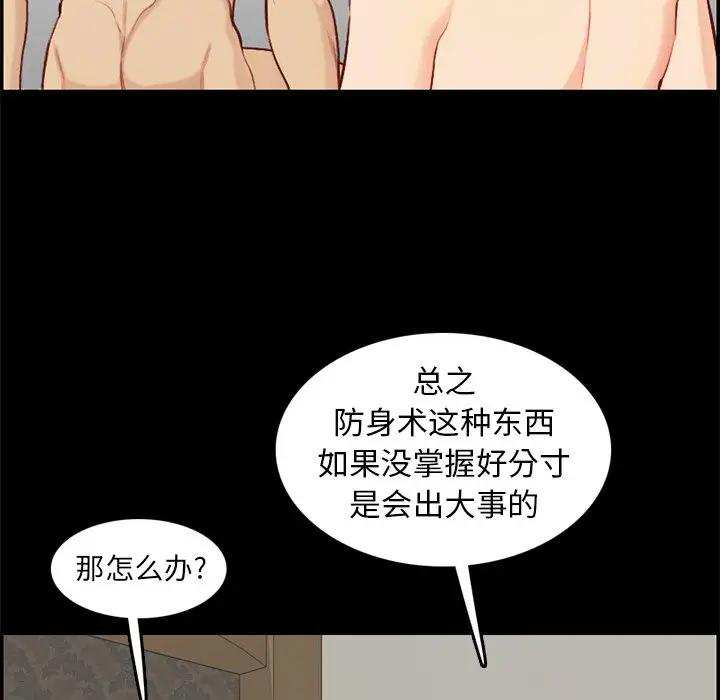 总之
防身术这种东西
如果没掌握好分寸
是会出大事的
那怎么办?